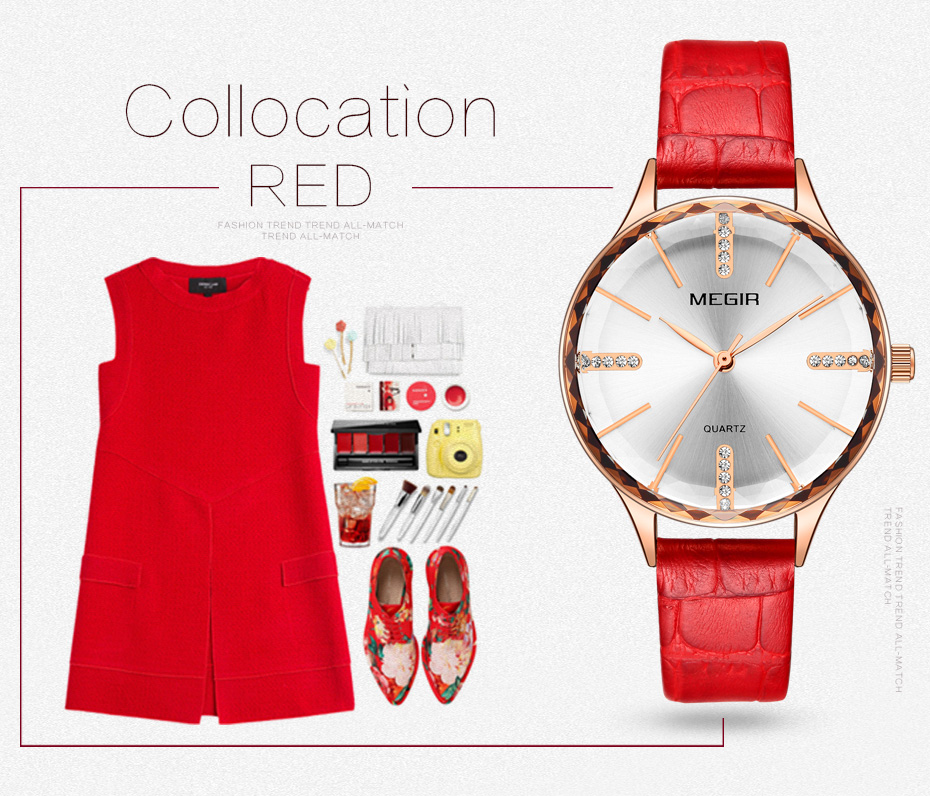 Collocatìon
RED
FASHION TREND TREND ALL-MATCH
TREND ALL-MATCH
MEGIR
QUARTZ
FASHION TREND TREND ALL-MATCH
TREND ALL-MATCH